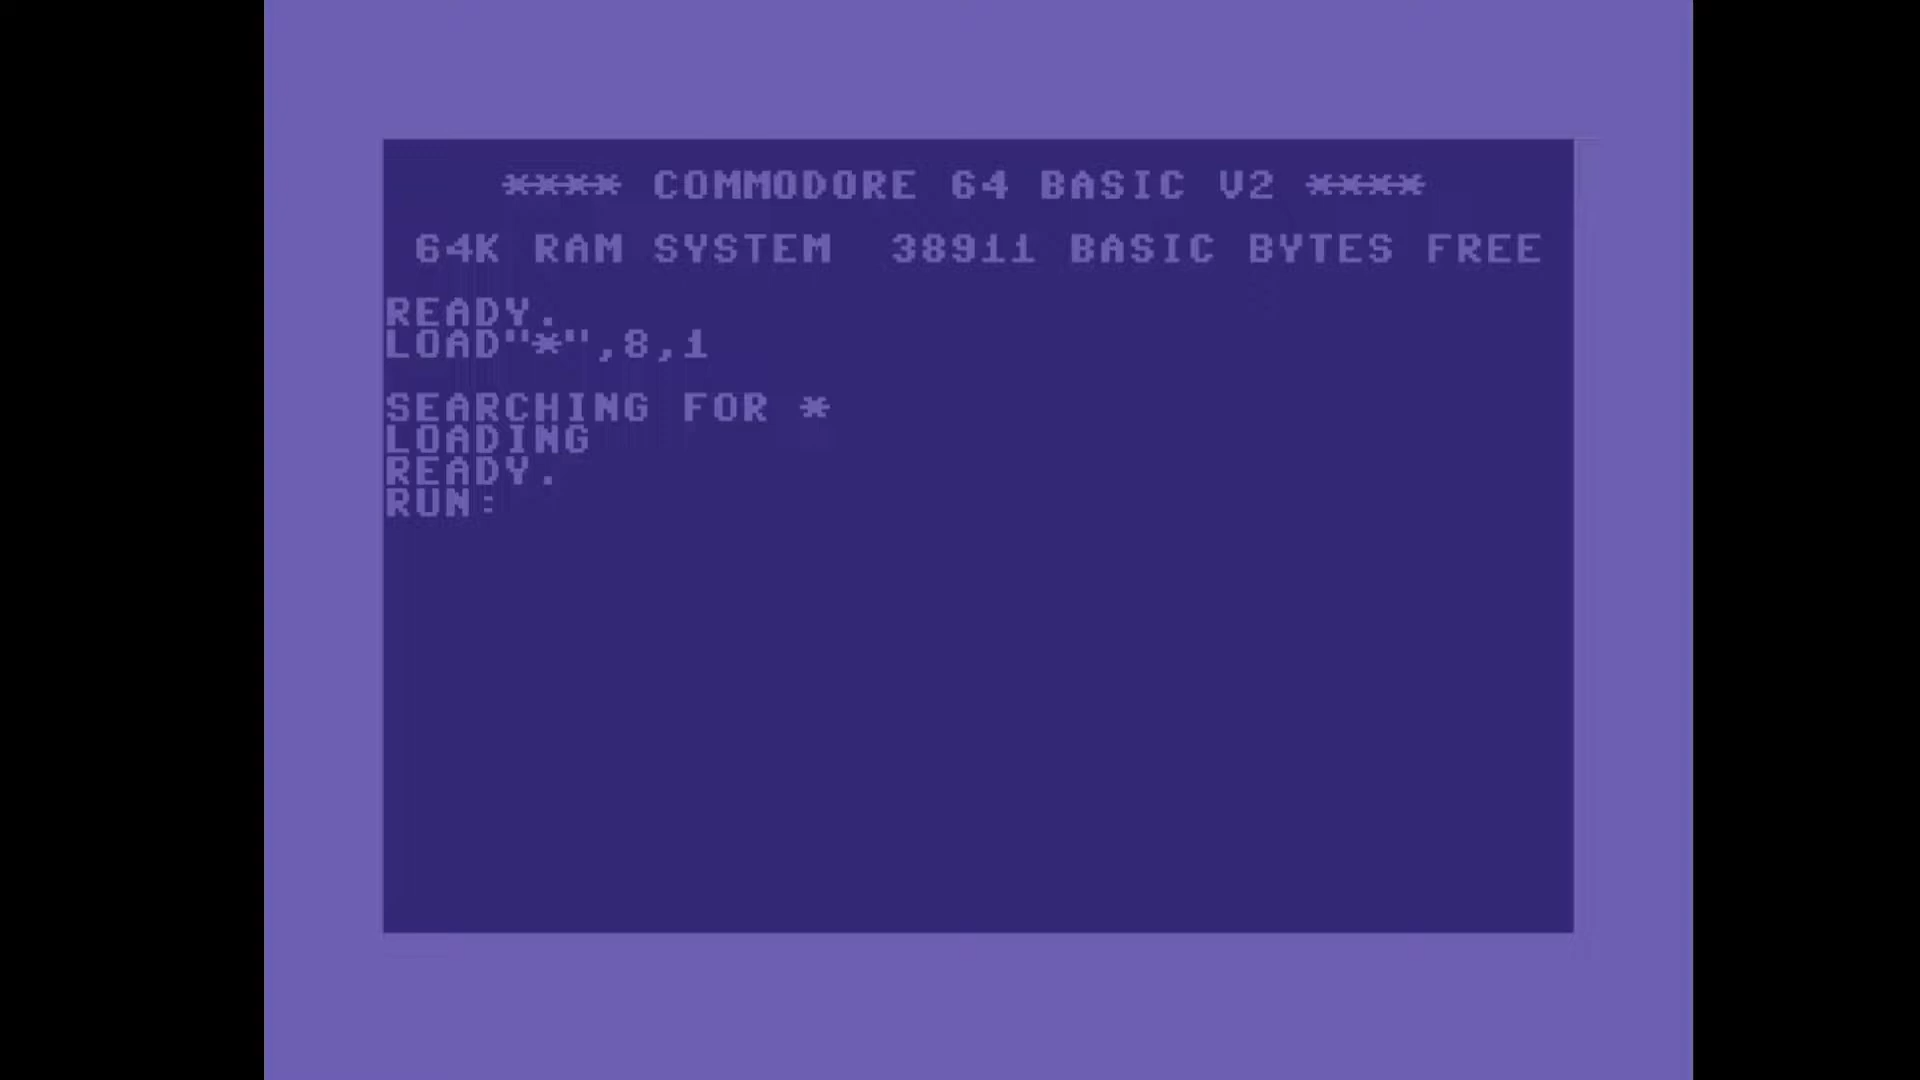 **** COMMODORE 64 BASIC V2 ****
64K RAM SYSTEM  38911 BASIC BYTES FREE
READY.
LOAD"*",8,1
SEARCHING FOR *
LOADING
READY.
RUN: